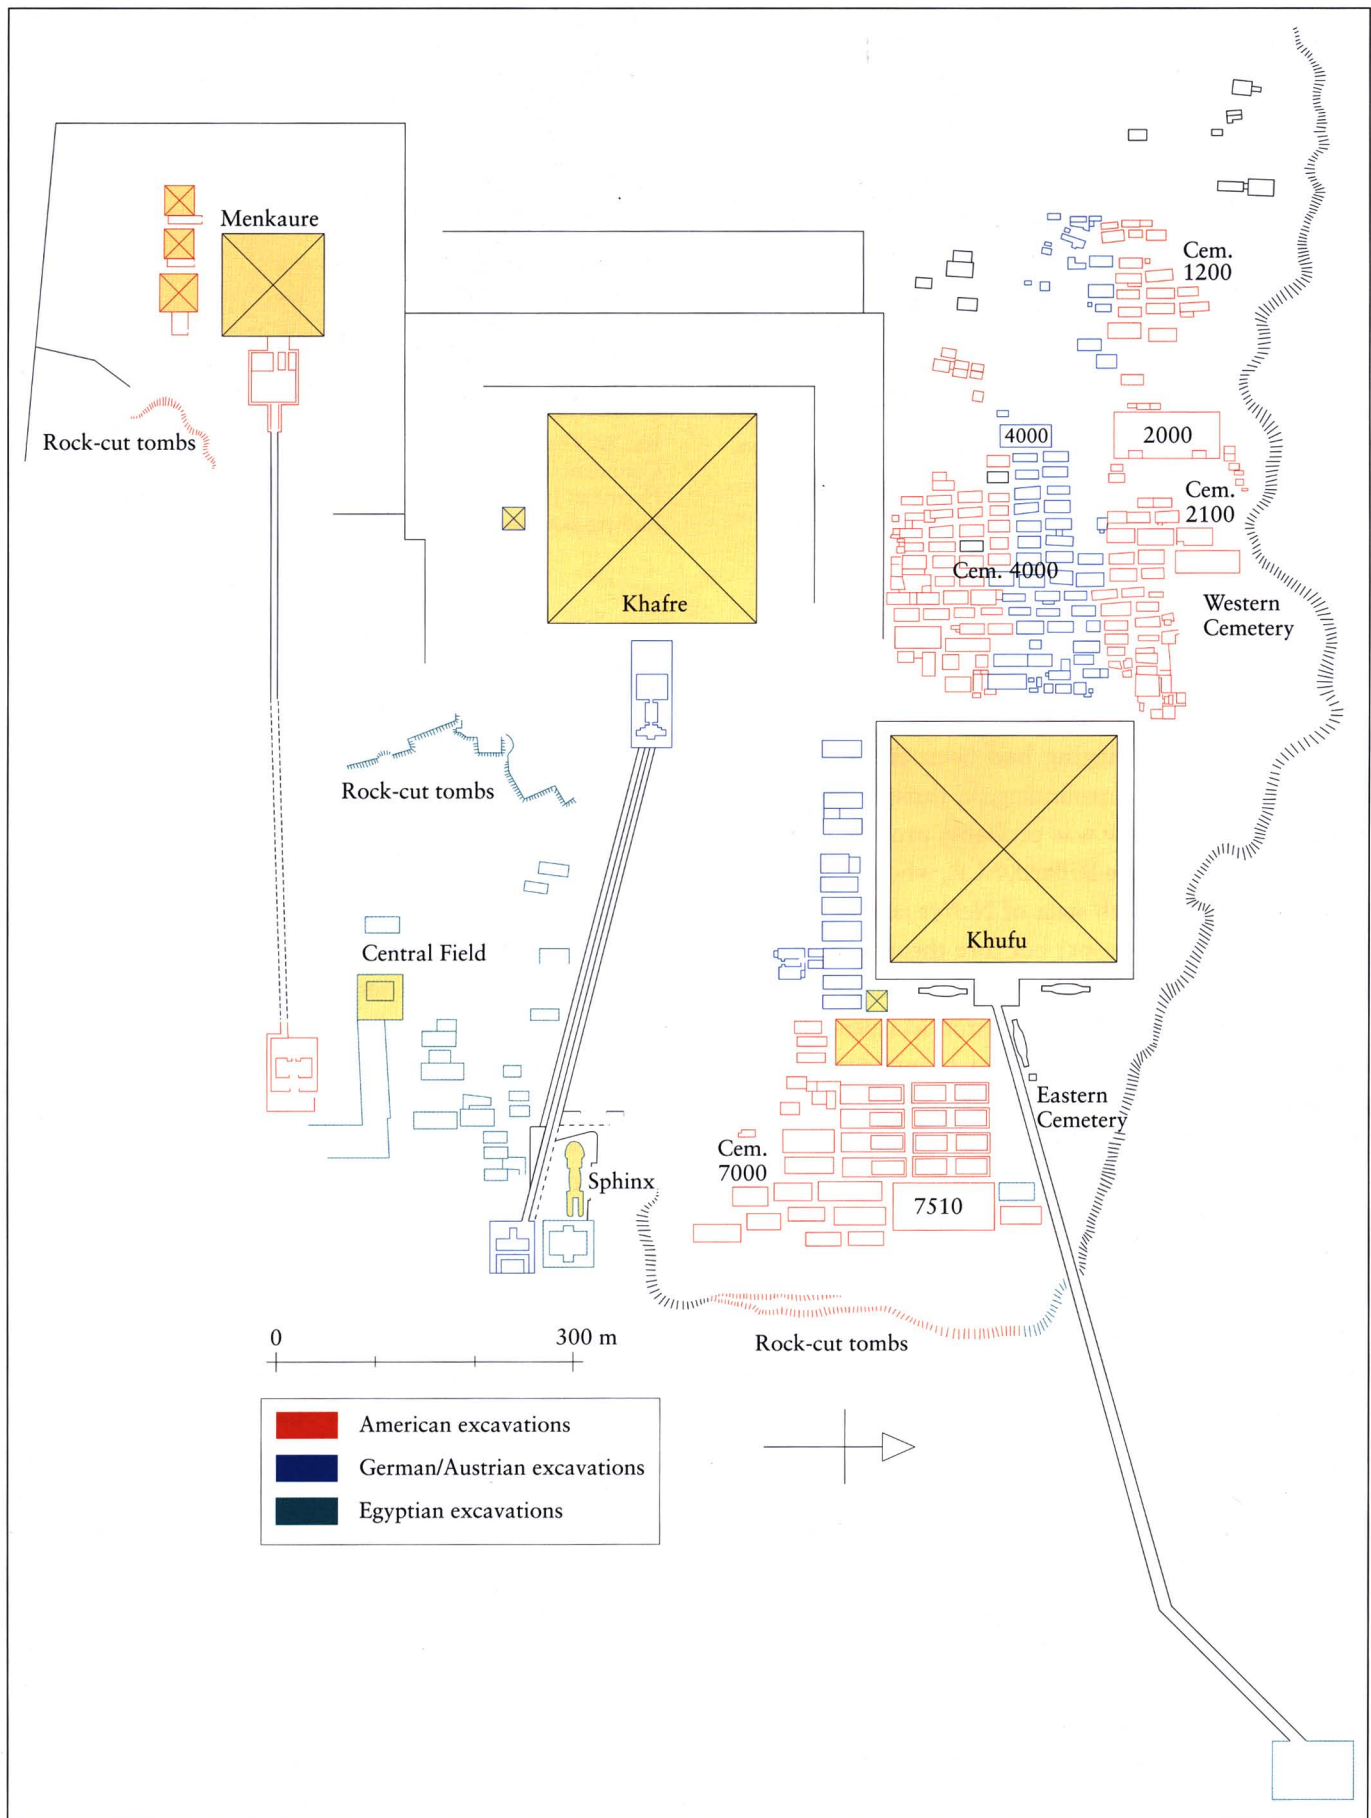 Menkaure
Cem.
1200
Rock-cut tombs
4000
2000
Cem.
2100
Cem. 4000
Khafre
Western
Cemetery
Rock-cut tombs
Khufu
Central Field
Eastern
Cemetery
Cem.
7000
Sphinx
7510
0
300 m
Rock-cut tombs
American excavations
German/Austrian excavations
Egyptian excavations